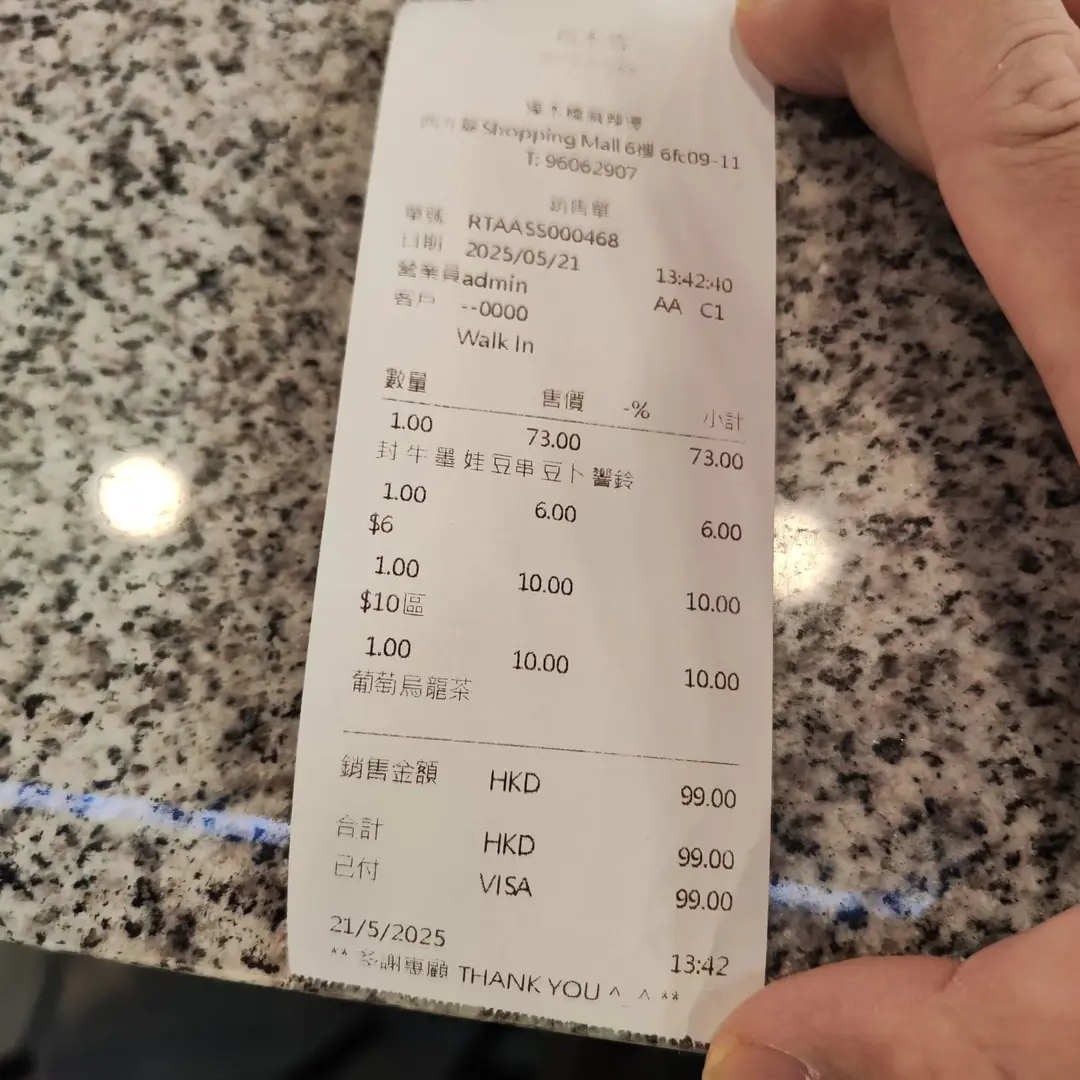 Shopping Mall 6樓 6fc09-11
T: 96062907
銷售單
單號 RTAASS000468
日期 2025/05/21 13:42:40
營業員admin AA C1
客戶 --0000
Walk In
數量 售價 -% 小計
1.00 73.00 73.00
封牛墨娃豆串豆卜響鈴
1.00 6.00 6.00
$6
1.00 10.00 10.00
$10區
1.00 10.00 10.00
葡萄烏龍茶
銷售金額 HKD 99.00
合計 HKD 99.00
已付 VISA 99.00
21/5/2025 13:42
** 多謝惠顧 THANK YOU ^_^ **